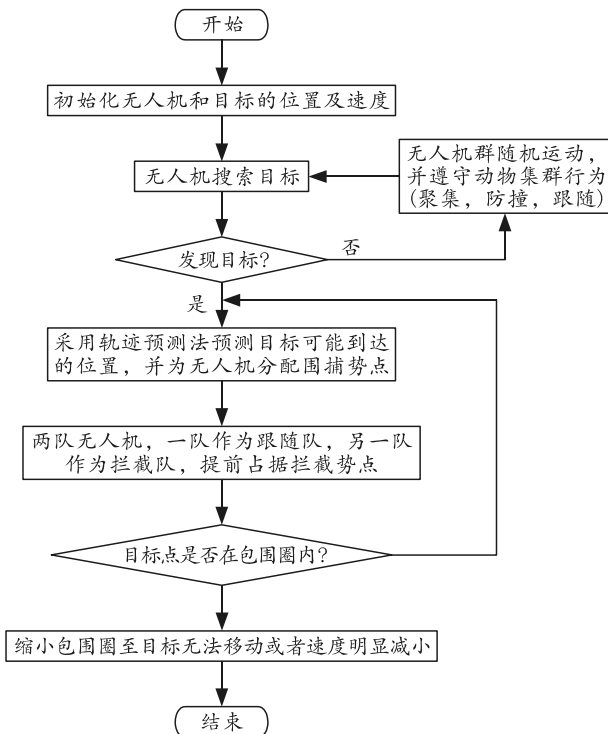 开始
初始化无人机和目标的位置及速度
无人机搜索目标
无人机群随机运动，
并遵守动物集群行为
(聚集，防撞，跟随)
发现目标?
否
是
采用轨迹预测法预测目标可能到达
的位置，并为无人机分配围捕势点
两队无人机，一队作为跟随队，另一队
作为拦截队，提前占据拦截势点
目标点是否在包围圈内?
缩小包围圈至目标无法移动或者速度明显减小
结束